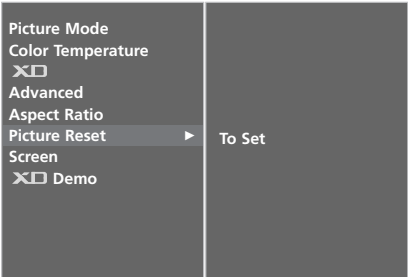 Picture Mode
Color Temperature
XD
Advanced
Aspect Ratio
Picture Reset ► To Set
Screen
XD Demo